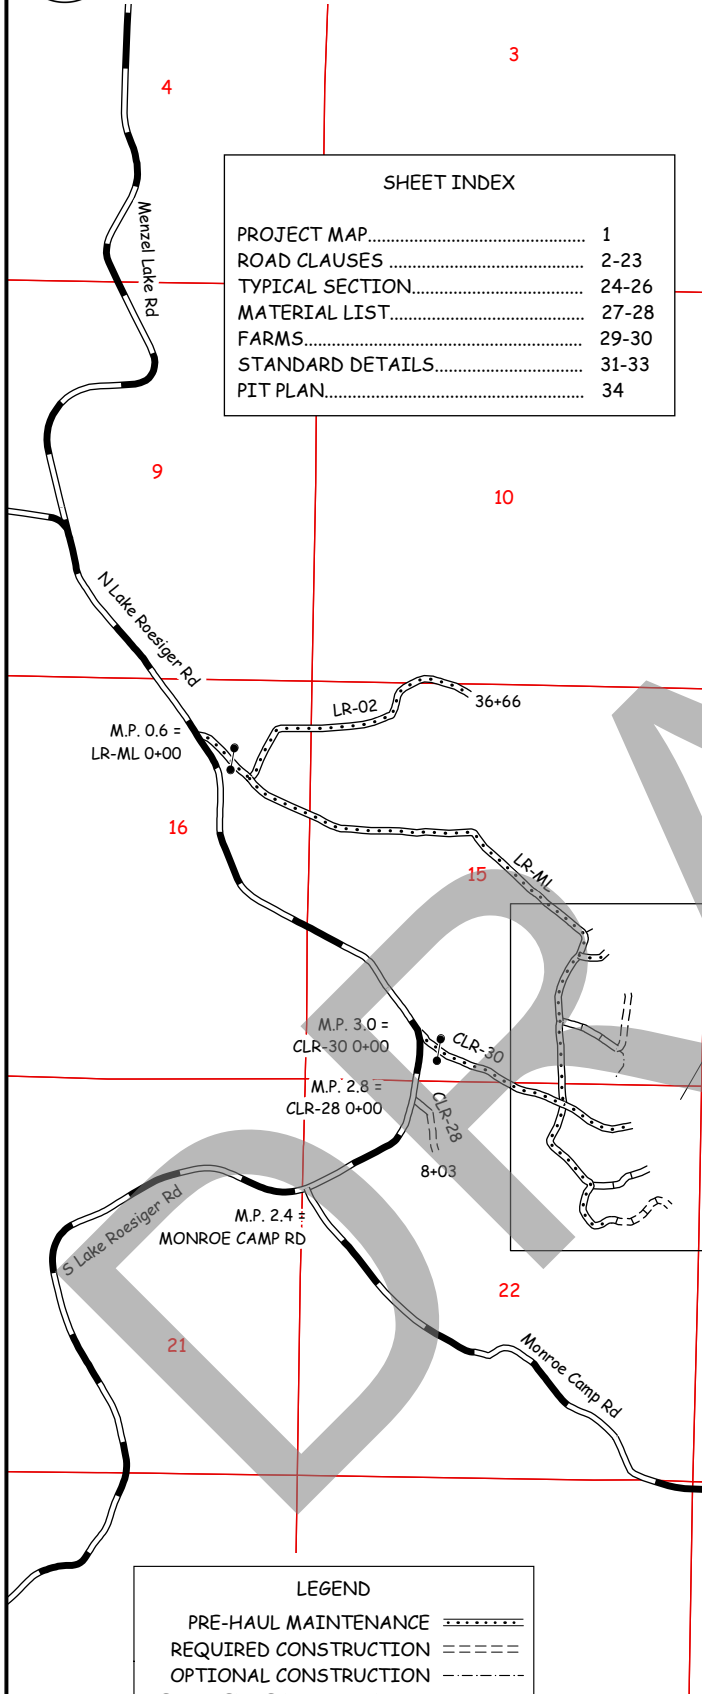 3
4
SHEET INDEX
PROJECT MAP.......................................... 1
ROAD CLAUSES ...................................... 2-23
TYPICAL SECTION................................. 24-26
MATERIAL LIST...................................... 27-28
FARMS...................................................... 29-30
STANDARD DETAILS............................. 31-33
PIT PLAN.................................................. 34
Menzel Lake Rd
9
10
N Lake Roesiger Rd
LR-02
36+66
M.P. 0.6 =
LR-ML 0+00
16
15
LR-ML
M.P. 3.0 =
CLR-30 0+00
CLR-30
M.P. 2.8 =
CLR-28 0+00
CLR-28
8+03
S Lake Roesiger Rd
M.P. 2.4 =
MONROE CAMP RD
22
21
Monroe Camp Rd
LEGEND
PRE-HAUL MAINTENANCE
REQUIRED CONSTRUCTION
OPTIONAL CONSTRUCTION